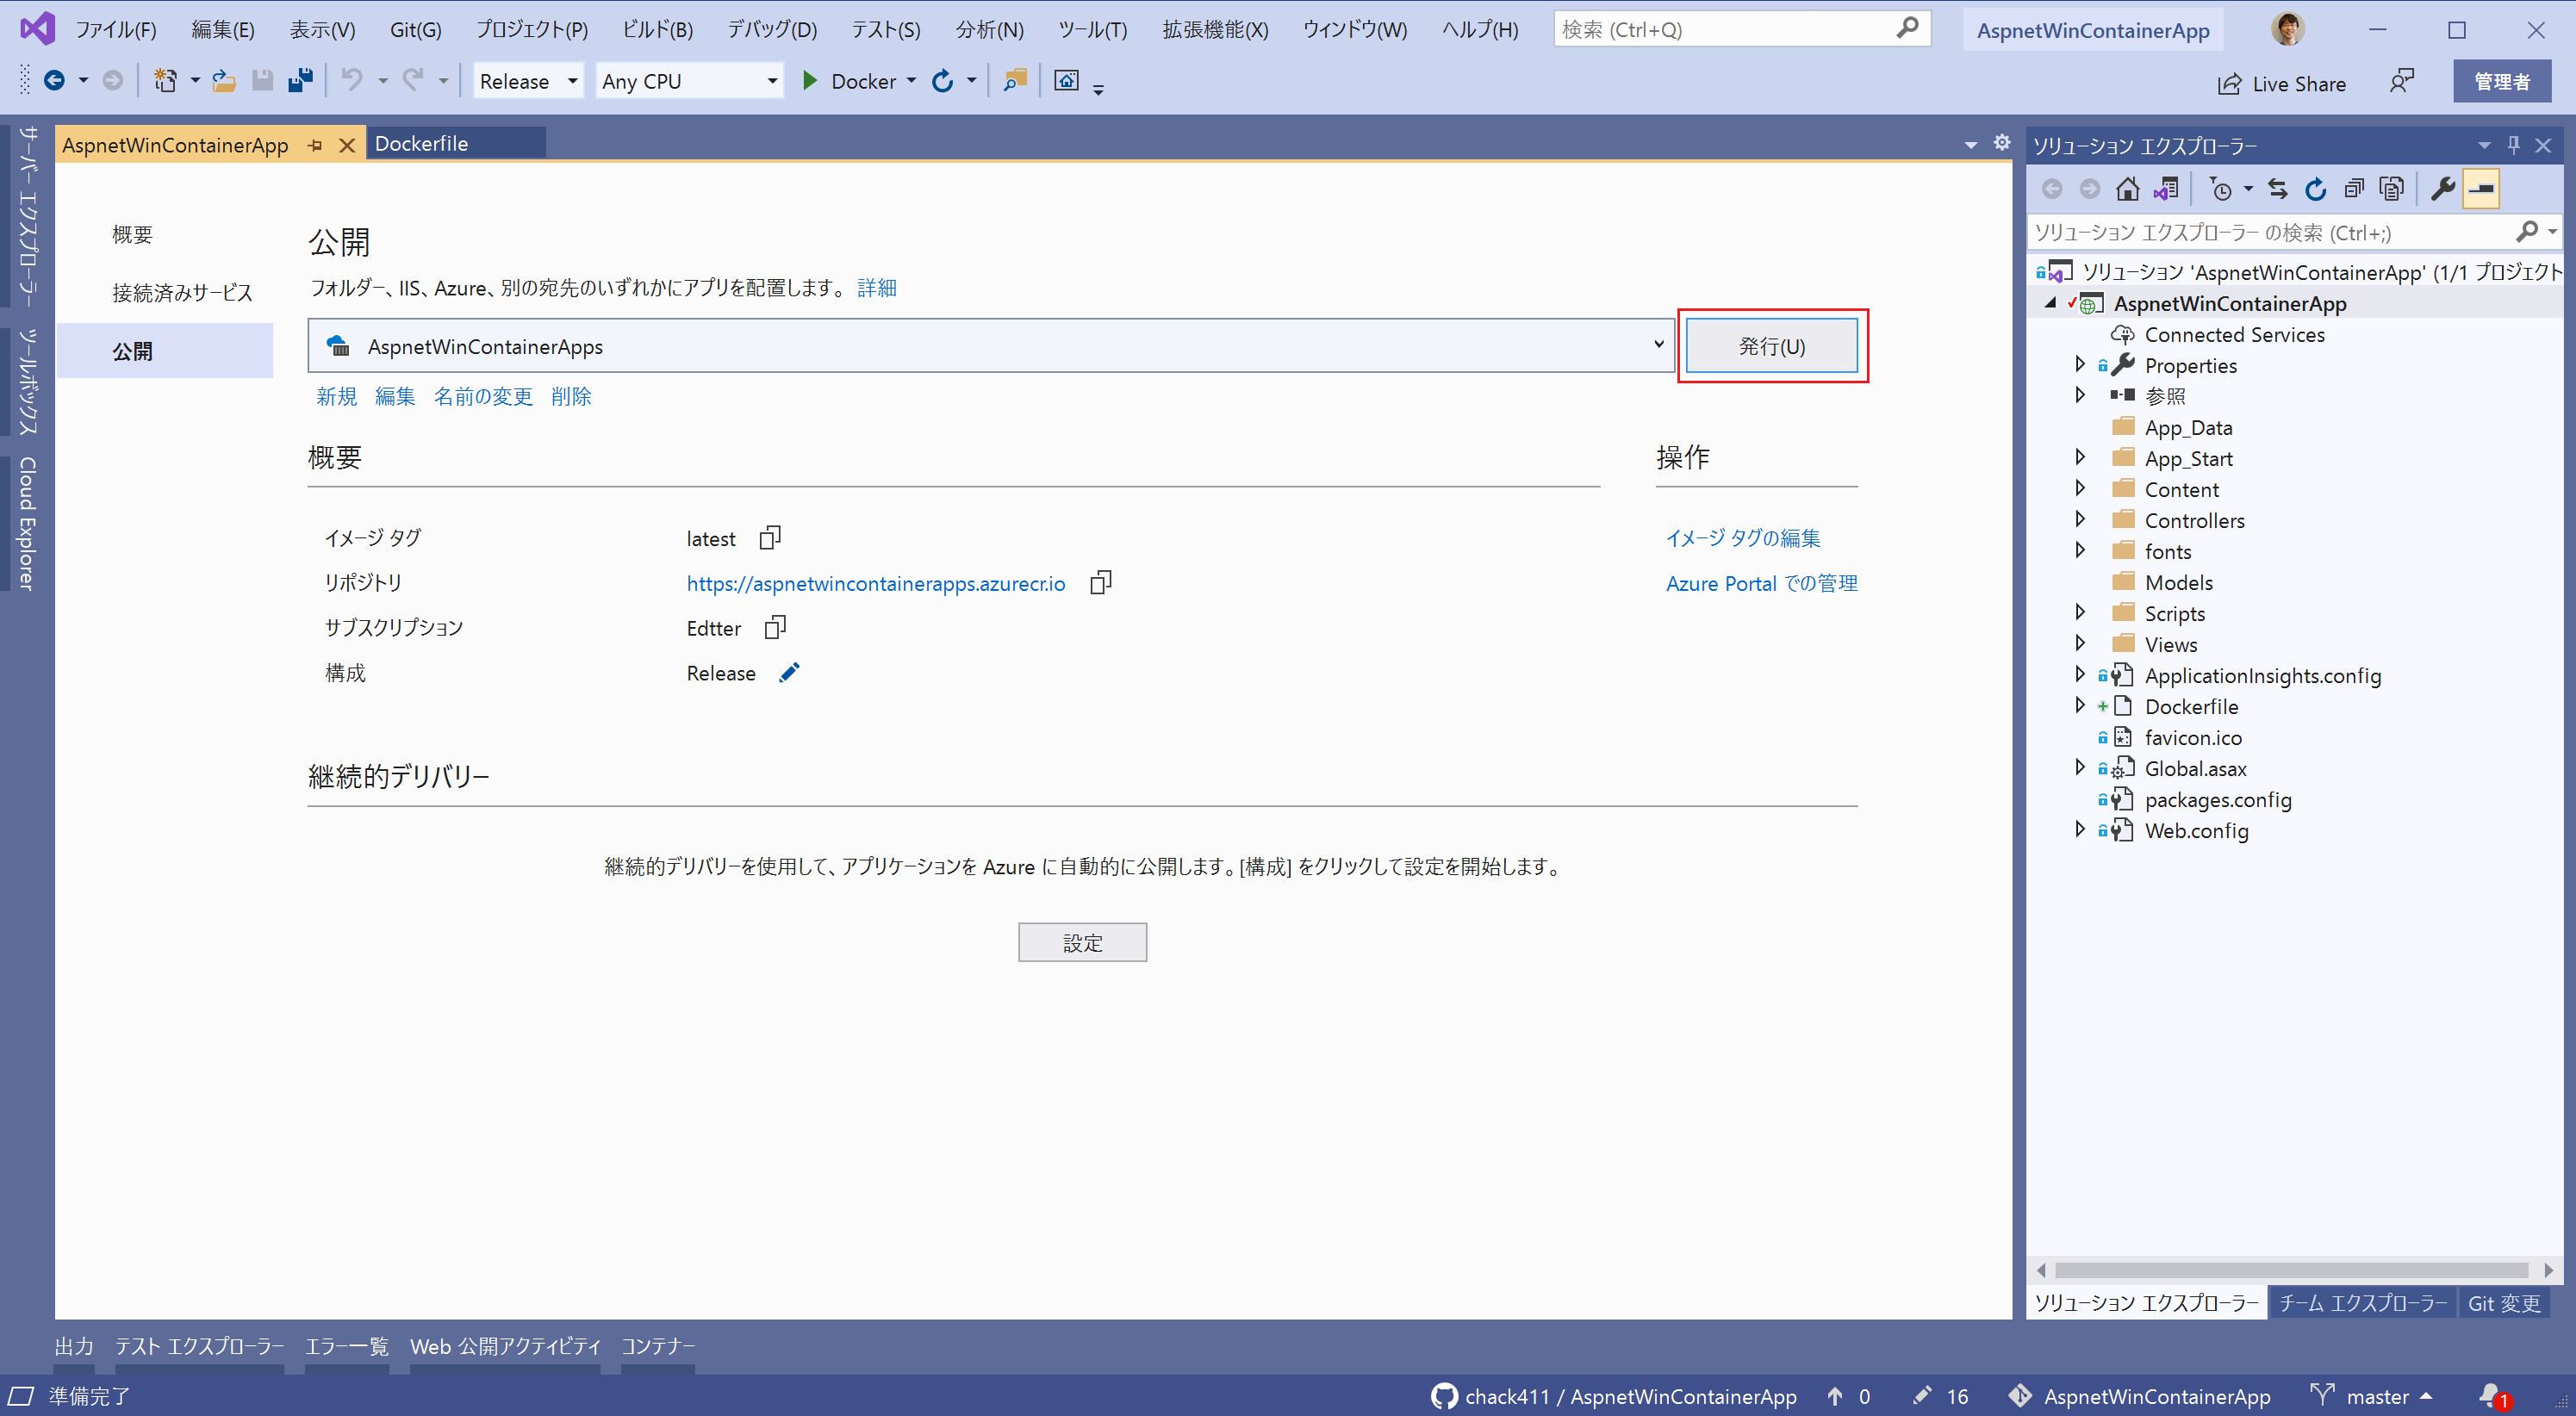 ファイル(F) 編集(E) 表示(V) Git(G) プロジェクト(P) ビルド(B) デバッグ(D) テスト(S) 分析(N) ツール(T) 拡張機能(X) ウィンドウ(W) ヘルプ(H) 検索 (Ctrl+Q) AspnetWinContainerApp
Release Any CPU Docker Live Share 管理者
サーバー エクスプローラー
ツールボックス
Cloud Explorer
AspnetWinContainerApp Dockerfile
概要
接続済みサービス
公開
公開
フォルダー、IIS、Azure、別の宛先のいずれかにアプリを配置します。 詳細
AspnetWinContainerApps 発行(U)
新規 編集 名前の変更 削除
概要 操作
イメージ タグ latest イメージ タグの編集
リポジトリ https://aspnetwincontainerapps.azurecr.io Azure Portal での管理
サブスクリプション Edtter
構成 Release
継続的デリバリー
継続的デリバリーを使用して、アプリケーションを Azure に自動的に公開します。[構成] をクリックして設定を開始します。
設定
ソリューション エクスプローラー
ソリューション エクスプローラー の検索 (Ctrl+;)
ソリューション 'AspnetWinContainerApp' (1/1 プロジェクト
AspnetWinContainerApp
Connected Services
Properties
参照
App_Data
App_Start
Content
Controllers
fonts
Models
Scripts
Views
ApplicationInsights.config
Dockerfile
favicon.ico
Global.asax
packages.config
Web.config
ソリューション エクスプローラー チーム エクスプローラー Git 変更
出力 テスト エクスプローラー エラー一覧 Web 公開アクティビティ コンテナー
準備完了 chack411 / AspnetWinContainerApp 0 16 AspnetWinContainerApp master 1